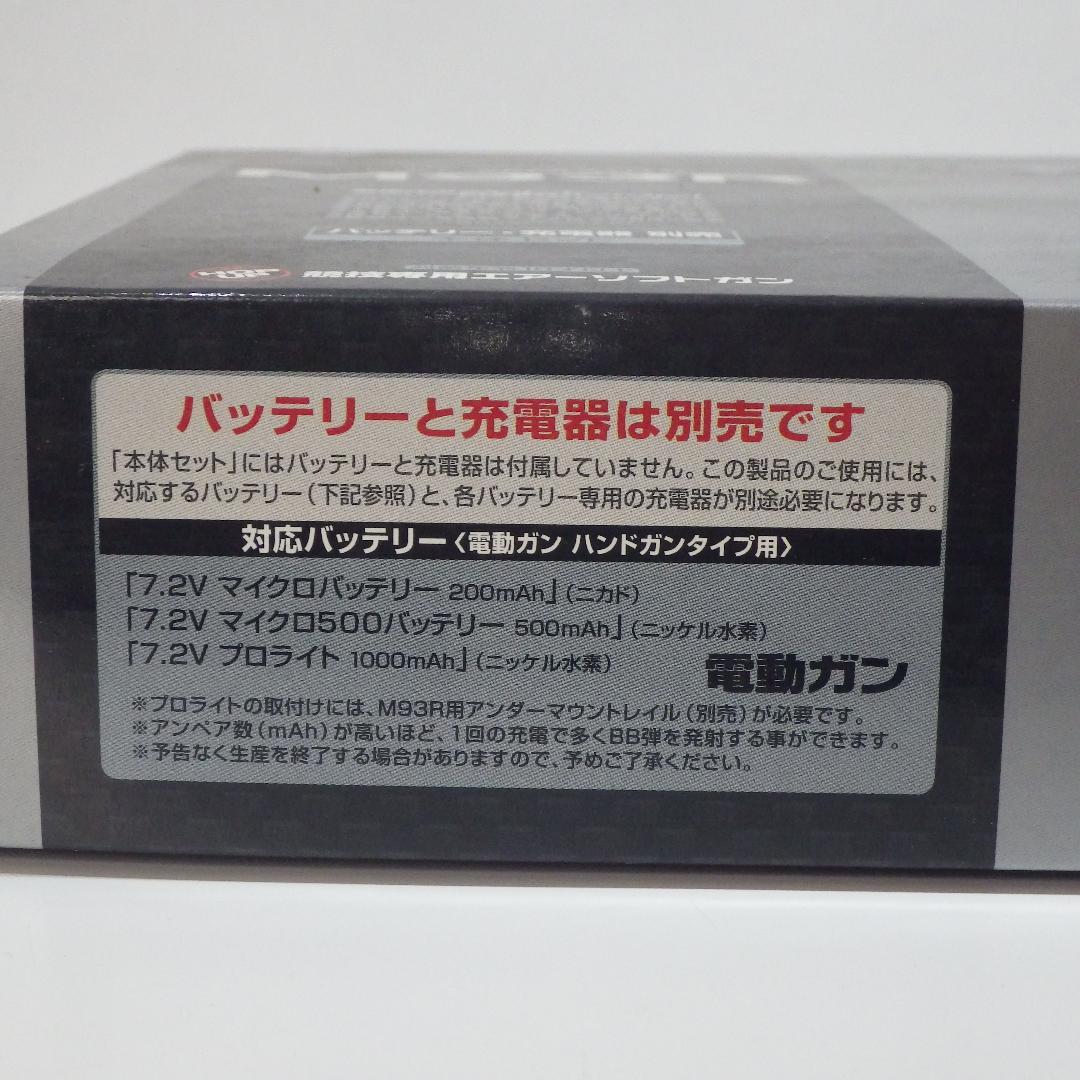 M93R
バッテリー・充電器 別売
競技専用エアーソフトガン
バッテリーと充電器は別売です
「本体セット」にはバッテリーと充電器は付属していません。この製品のご使用には、
対応するバッテリー（下記参照）と、各バッテリー専用の充電器が別途必要になります。
対応バッテリー〈電動ガン ハンドガンタイプ用〉
「7.2V マイクロバッテリー 200mAh」（ニカド）
「7.2V マイクロ500バッテリー 500mAh」（ニッケル水素）
「7.2V プロライト 1000mAh」（ニッケル水素）
電動ガン
※プロライトの取付けには、M93R用アンダーマウントレイル（別売）が必要です。
※アンペア数（mAh）が高いほど、1回の充電で多くBB弾を発射する事ができます。
※予告なく生産を終了する場合がありますので、予めご了承ください。